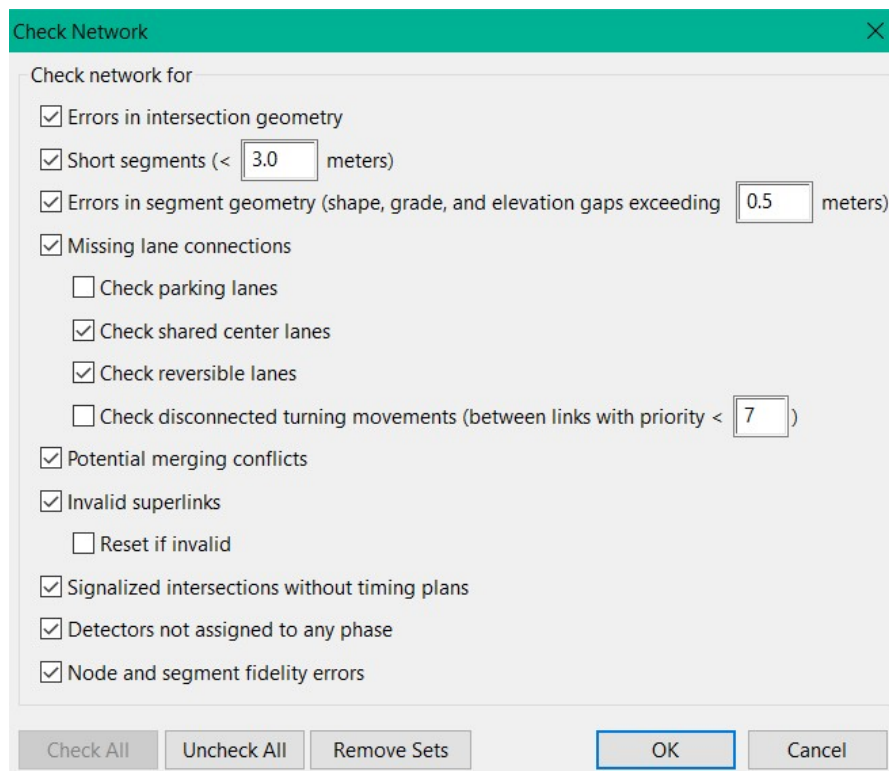 Check Network
Check network for
Errors in intersection geometry
Short segments (< 3.0 meters)
Errors in segment geometry (shape, grade, and elevation gaps exceeding 0.5 meters)
Missing lane connections
Check parking lanes
Check shared center lanes
Check reversible lanes
Check disconnected turning movements (between links with priority < 7 )
Potential merging conflicts
Invalid superlinks
Reset if invalid
Signalized intersections without timing plans
Detectors not assigned to any phase
Node and segment fidelity errors
Check All Uncheck All Remove Sets OK Cancel